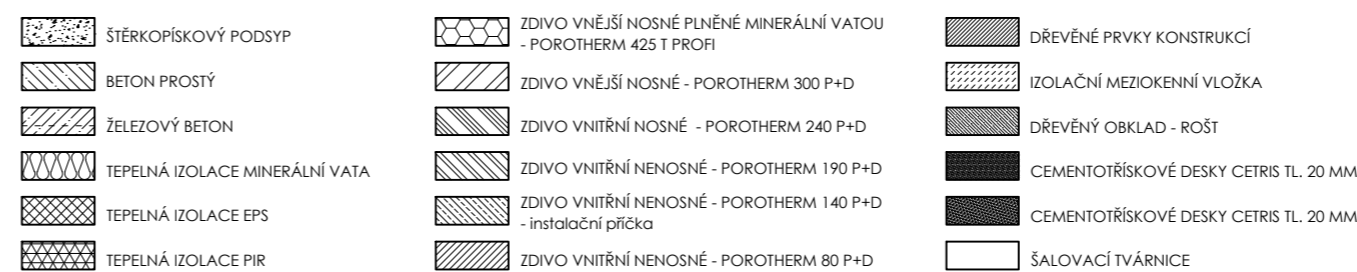 ŠTĚRKOPÍSKOVÝ PODSYP
BETON PROSTÝ
ŽELEZOVÝ BETON
TEPELNÁ IZOLACE MINERÁLNÍ VATA
TEPELNÁ IZOLACE EPS
TEPELNÁ IZOLACE PIR
ZDIVO VNĚJŠÍ NOSNÉ PLNĚNÉ MINERÁLNÍ VATOU
- POROTHERM 425 T PROFI
ZDIVO VNĚJŠÍ NOSNÉ - POROTHERM 300 P+D
ZDIVO VNITŘNÍ NOSNÉ - POROTHERM 240 P+D
ZDIVO VNITŘNÍ NENOSNÉ - POROTHERM 190 P+D
ZDIVO VNITŘNÍ NENOSNÉ - POROTHERM 140 P+D
- instalační příčka
ZDIVO VNITŘNÍ NENOSNÉ - POROTHERM 80 P+D
DŘEVĚNÉ PRVKY KONSTRUKCÍ
IZOLAČNÍ MEZIOKENNÍ VLOŽKA
DŘEVĚNÝ OBKLAD - ROŠT
CEMENTOTŘÍSKOVÉ DESKY CETRIS TL. 20 MM
CEMENTOTŘÍSKOVÉ DESKY CETRIS TL. 20 MM
ŠALOVACÍ TVÁRNICE